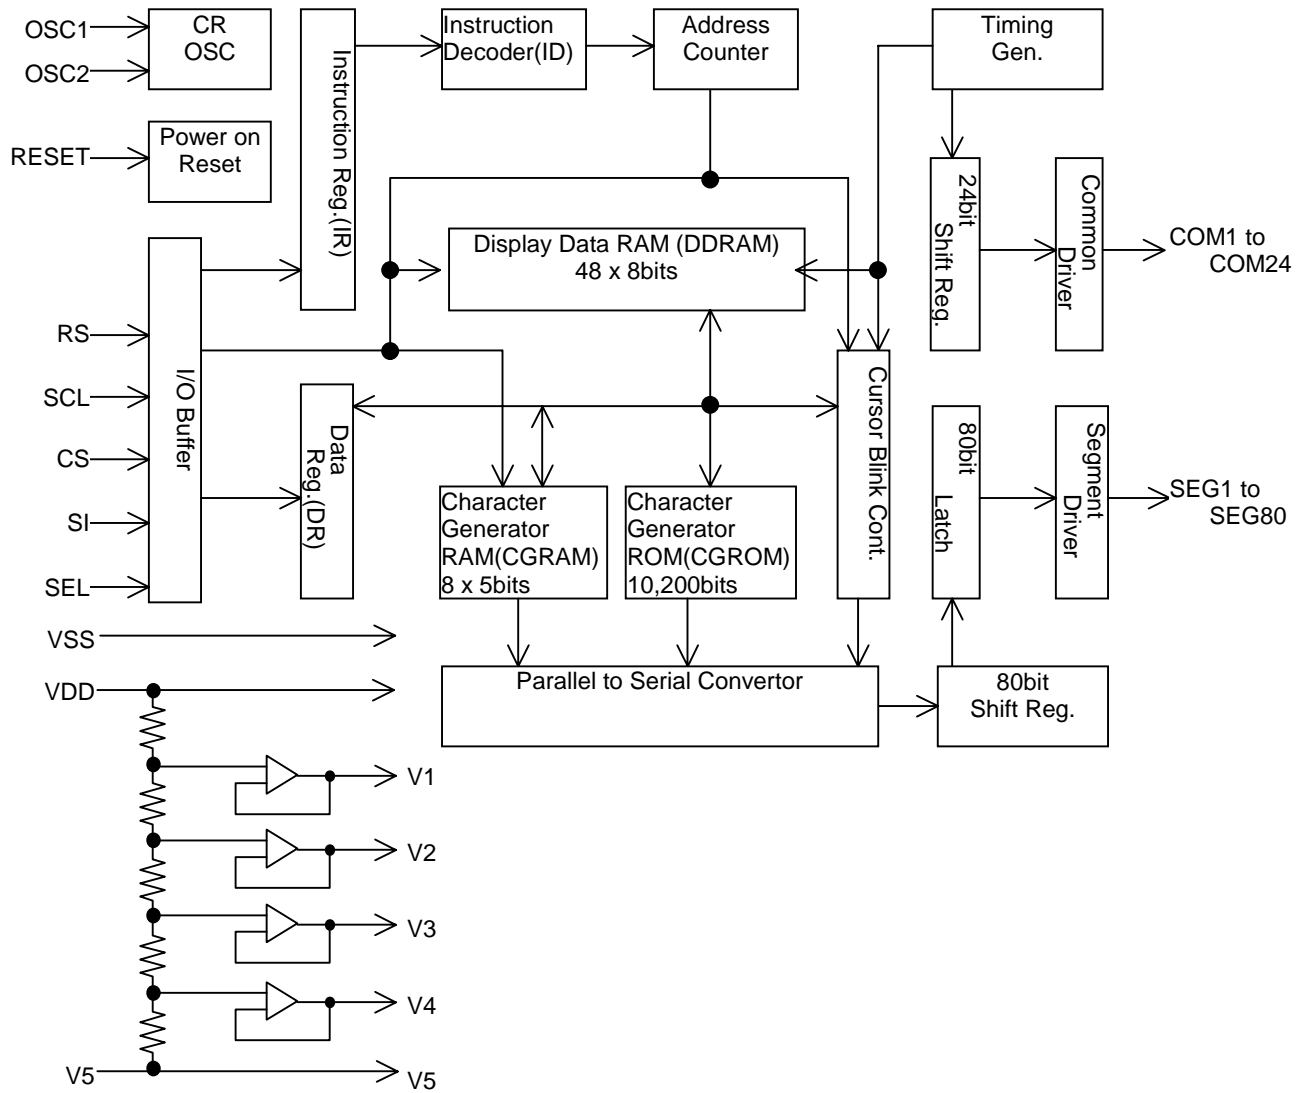 OSC1
OSC2
CR
OSC
Instruction Reg.(IR)
Instruction
Decoder(ID)
Address
Counter
Timing
Gen.
RESET
Power on
Reset
24bit
Shift Reg.
Common
Driver
COM1 to
COM24
Display Data RAM (DDRAM)
48 x 8bits
RS
SCL
CS
SI
SEL
I/O Buffer
Data
Reg.(DR)
Character
Generator
RAM(CGRAM)
8 x 5bits
Character
Generator
ROM(CGROM)
10,200bits
Cursor Blink Cont.
80bit
Latch
Segment
Driver
SEG1 to
SEG80
VSS
VDD
Parallel to Serial Convertor
80bit
Shift Reg.
V1
V2
V3
V4
V5
V5